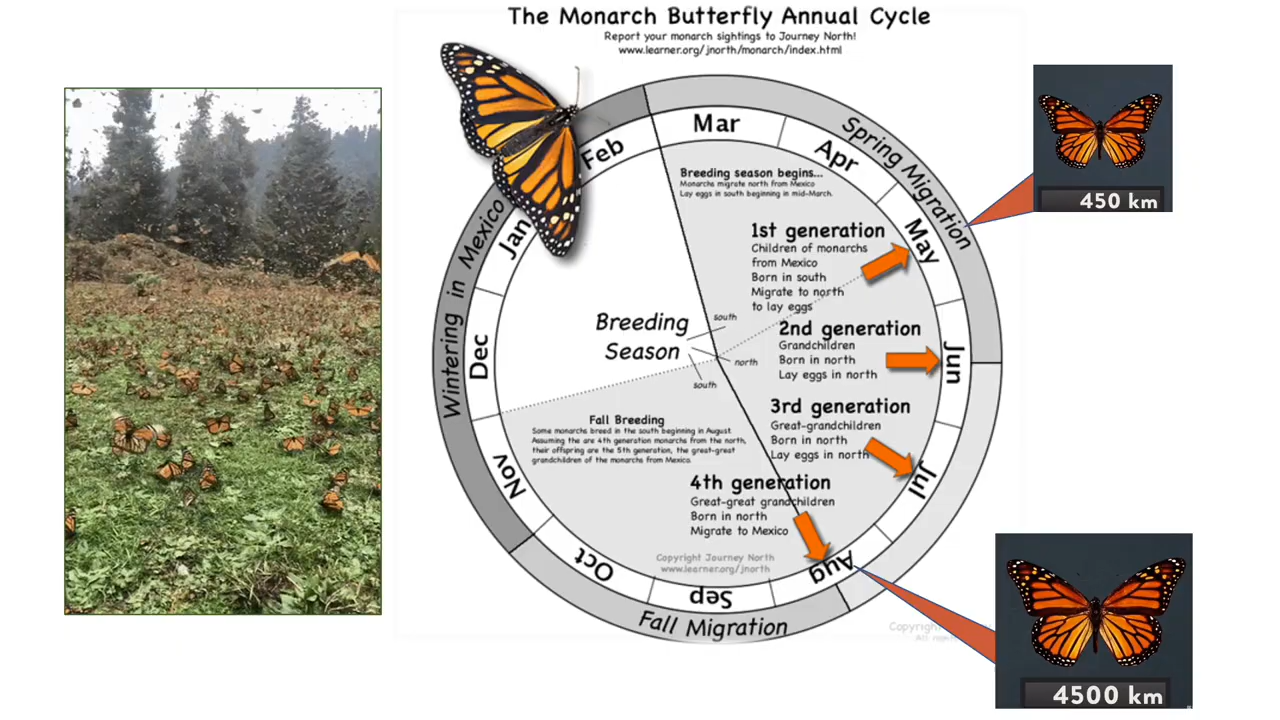 The Monarch Butterfly Annual Cycle
Report your monarch sightings to Journey North!
www.learner.org/jnorth/monarch/index.html
Mar
Apr
May
Jun
Jul
Aug
Sep
Oct
Nov
Dec
Jan
Feb
Spring Migration
Fall Migration
Wintering in Mexico
Breeding season begins...
Monarchs migrate north from Mexico
Lay eggs in south beginning in mid-March.
1st generation
Children of monarchs
from Mexico
Born in south
Migrate to north
to lay eggs
2nd generation
Grandchildren
Born in north
Lay eggs in north
3rd generation
Great-grandchildren
Born in north
Lay eggs in north
4th generation
Great-great grandchildren
Born in north
Migrate to Mexico
Breeding
Season
south
north
south
Fall Breeding
Some monarchs breed in the south beginning in August.
Assuming the are 4th generation monarchs from the north,
their offspring are the 5th generation, the great-great
grandchildren of the monarchs from Mexico.
Copyright Journey North
www.learner.org/jnorth
450 km
4500 km